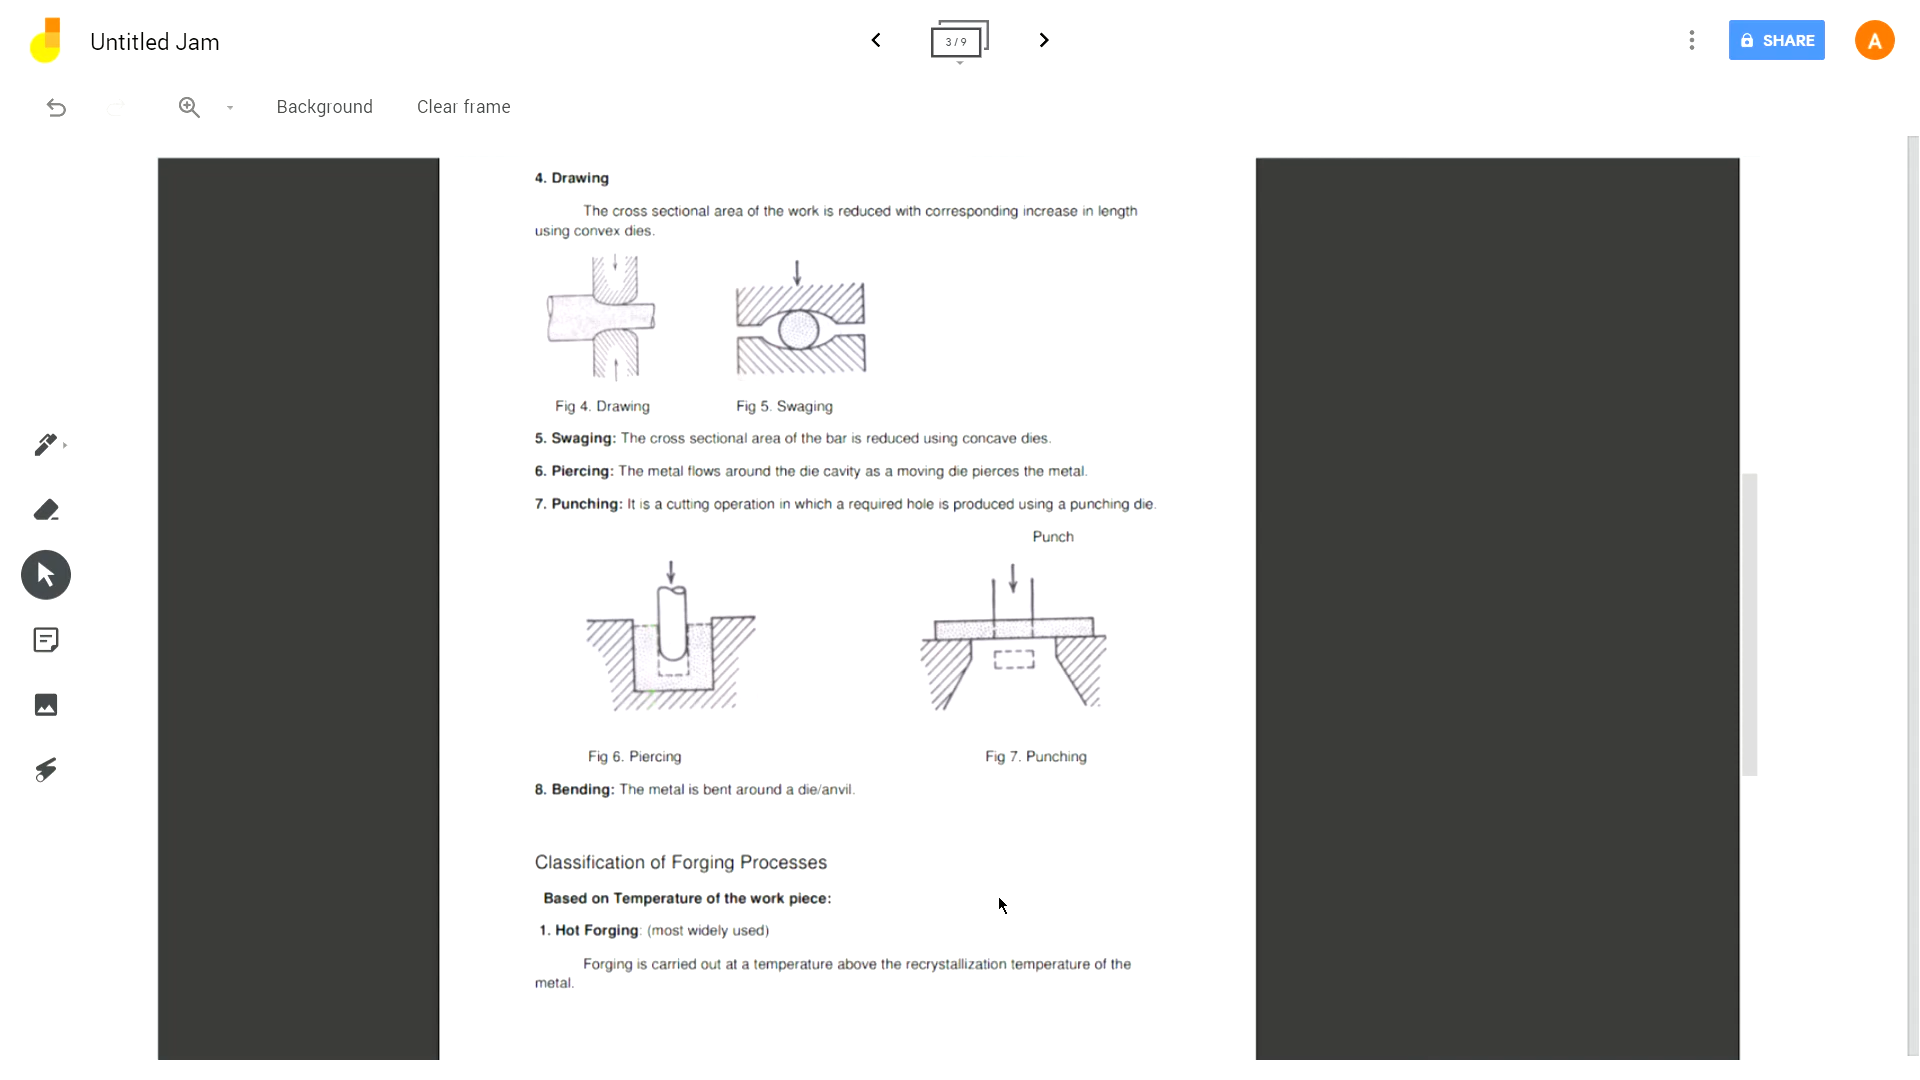 Untitled Jam
3 / 9
SHARE
A
Background
Clear frame
4. Drawing
The cross sectional area of the work is reduced with corresponding increase in length
using convex dies.
Fig 4. Drawing
Fig 5. Swaging
5. Swaging: The cross sectional area of the bar is reduced using concave dies.
6. Piercing: The metal flows around the die cavity as a moving die pierces the metal.
7. Punching: It is a cutting operation in which a required hole is produced using a punching die.
Punch
Fig 6. Piercing
Fig 7. Punching
8. Bending: The metal is bent around a die/anvil.
Classification of Forging Processes
Based on Temperature of the work piece:
1. Hot Forging: (most widely used)
Forging is carried out at a temperature above the recrystallization temperature of the
metal.